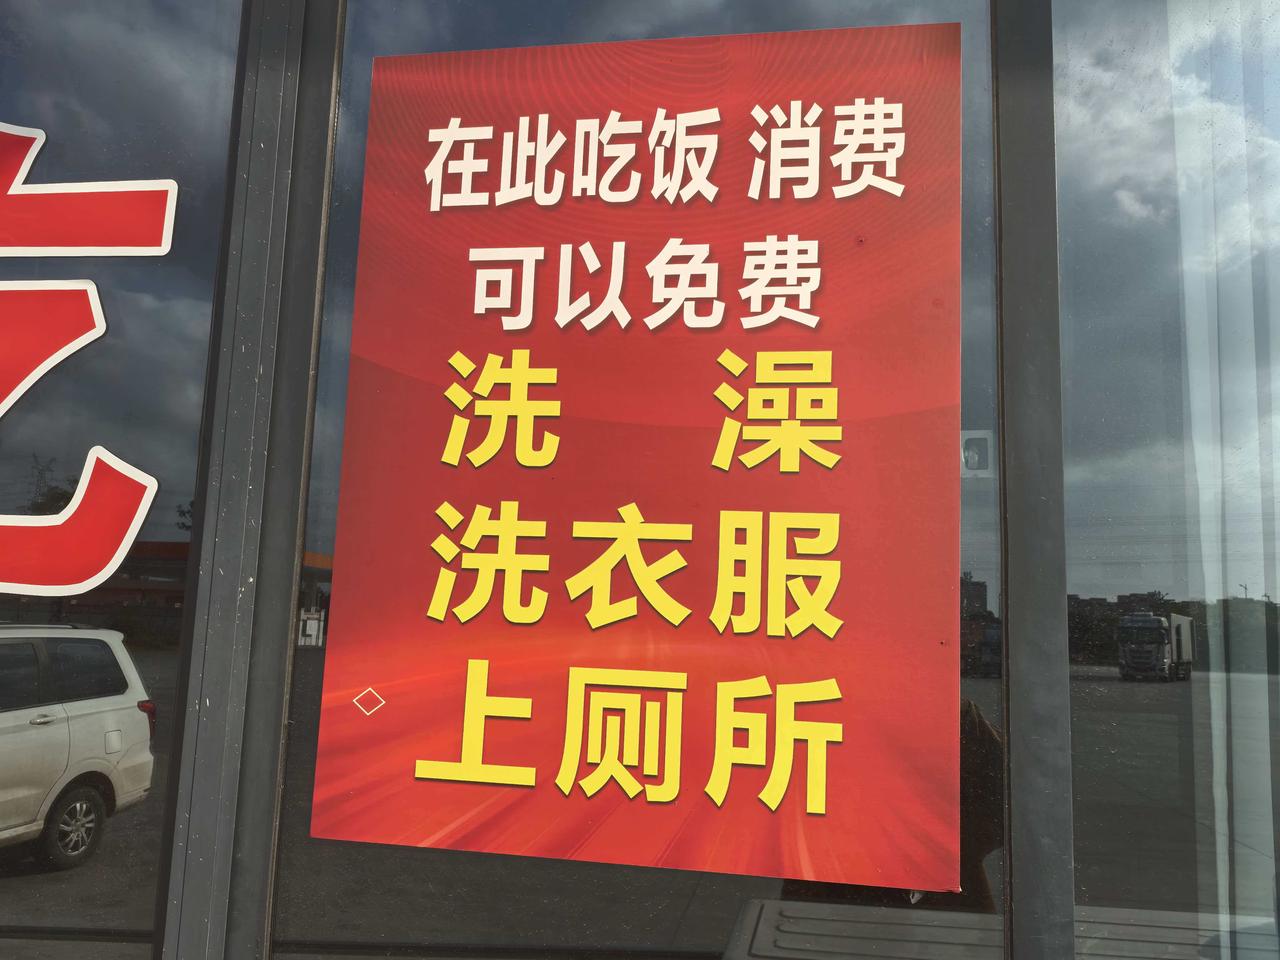 在此吃饭 消费
可以免费
洗 澡
洗衣服
上厕所